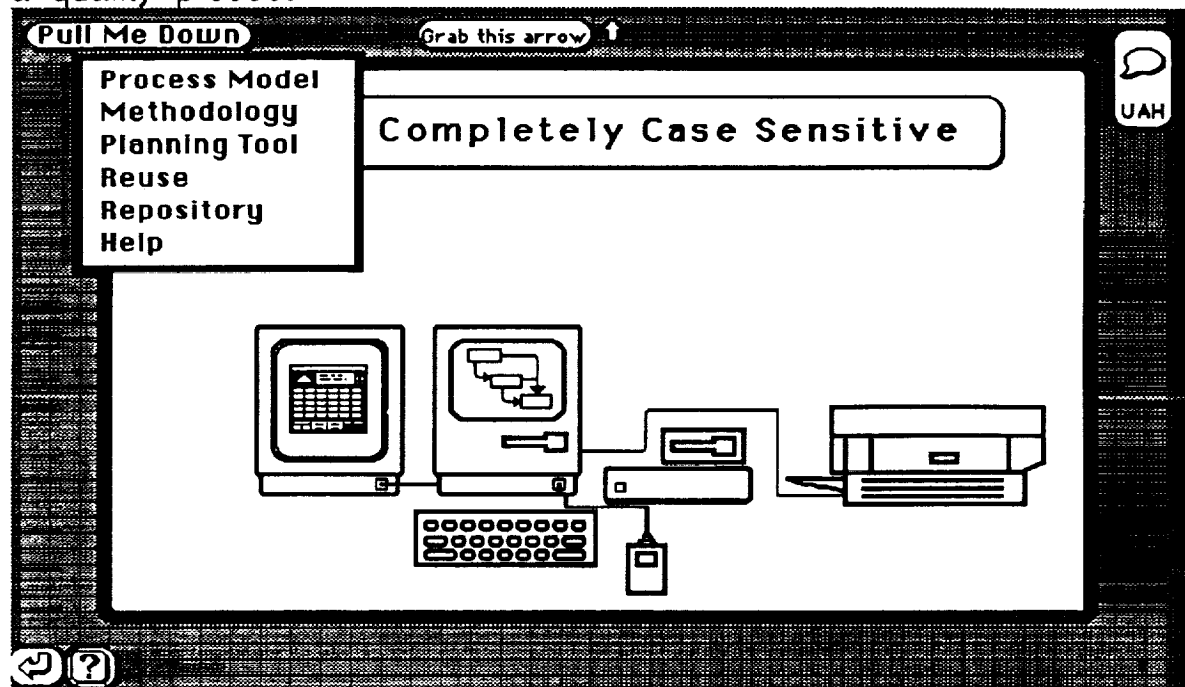 Pull Me Down
Grab this arrow
UAH
Process Model
Methodology
Planning Tool
Reuse
Repository
Help
Completely Case Sensitive
?